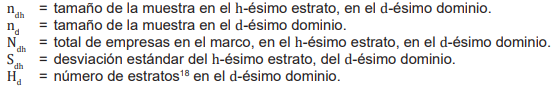 n_dh = tamaño de la muestra en el h-ésimo estrato, en el d-ésimo dominio.
n_d = tamaño de la muestra en el d-ésimo dominio.
N_dh = total de empresas en el marco, en el h-ésimo estrato, en el d-ésimo dominio.
S_dh = desviación estándar del h-ésimo estrato, del d-ésimo dominio.
H_d = número de estratos¹⁸ en el d-ésimo dominio.